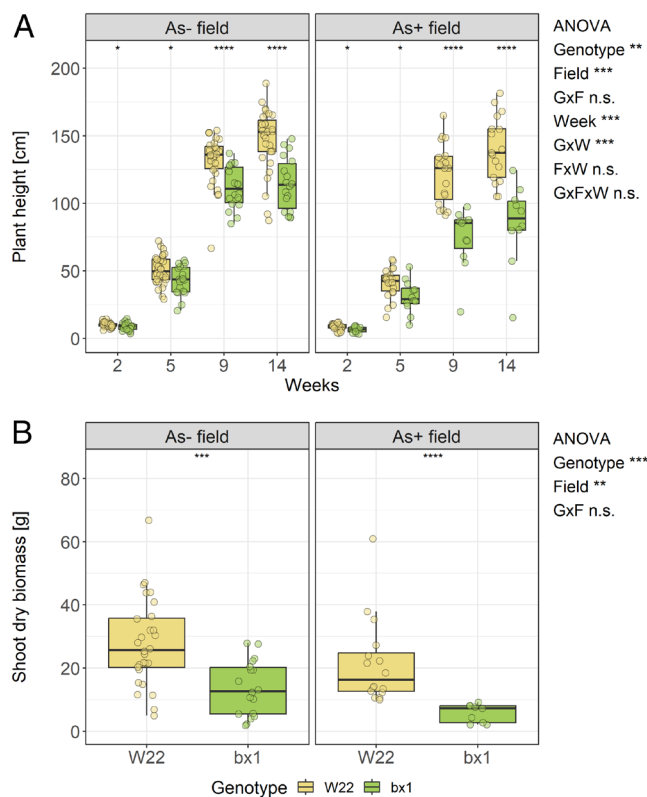 A
As- field
As+ field
* * **** ****
* * **** ****
ANOVA
Genotype **
Field ***
GxF n.s.
Week ***
GxW ***
FxW n.s.
GxFxW n.s.
Plant height [cm]
200
150
100
50
0
2 5 9 14
2 5 9 14
Weeks
B
As- field
As+ field
***
****
ANOVA
Genotype ***
Field **
GxF n.s.
Shoot dry biomass [g]
80
60
40
20
0
W22 bx1
W22 bx1
Genotype W22 bx1